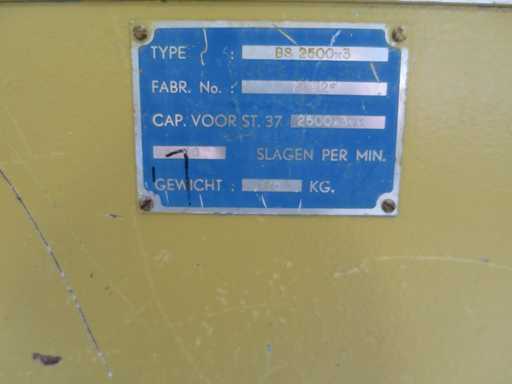 TYPE : BS 2500x3
FABR. No. :
CAP. VOOR ST. 37
SLAGEN PER MIN.
GEWICHT : KG.